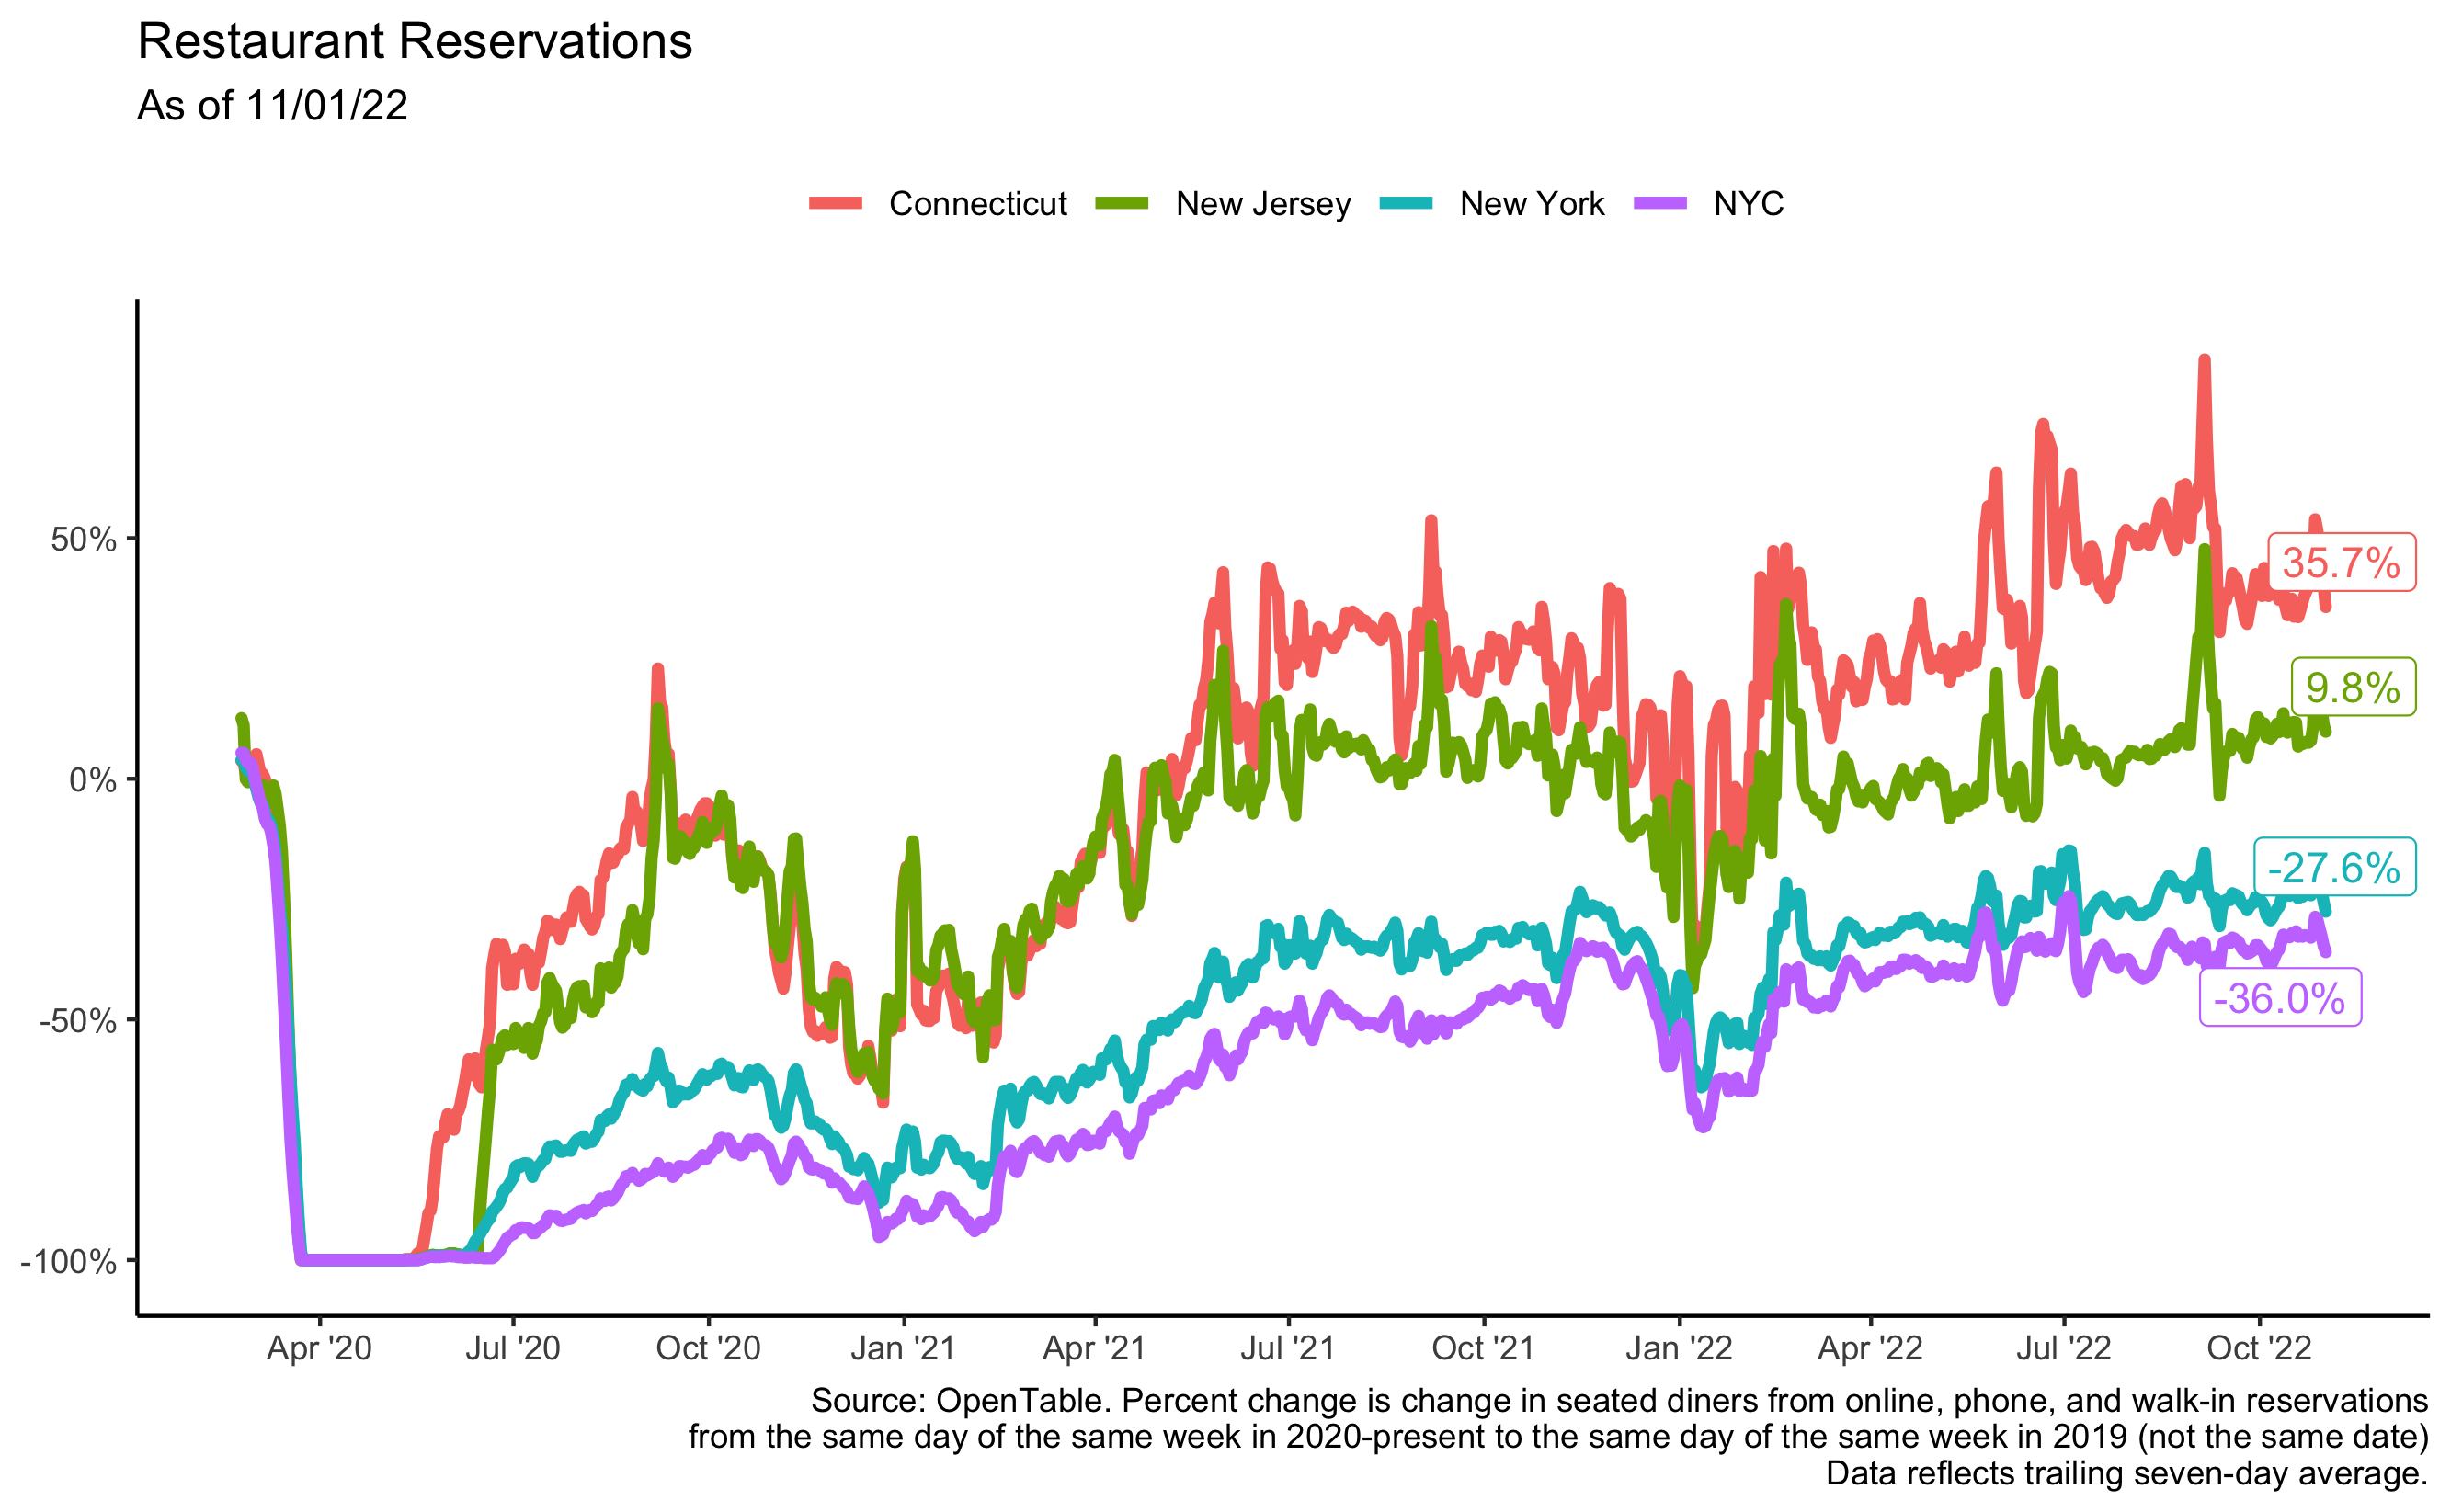 Restaurant Reservations
As of 11/01/22
Connecticut New Jersey New York NYC
50%
0%
-50%
-100%
35.7%
9.8%
-27.6%
-36.0%
Apr '20 Jul '20 Oct '20 Jan '21 Apr '21 Jul '21 Oct '21 Jan '22 Apr '22 Jul '22 Oct '22
Source: OpenTable. Percent change is change in seated diners from online, phone, and walk-in reservations
from the same day of the same week in 2020-present to the same day of the same week in 2019 (not the same date)
Data reflects trailing seven-day average.